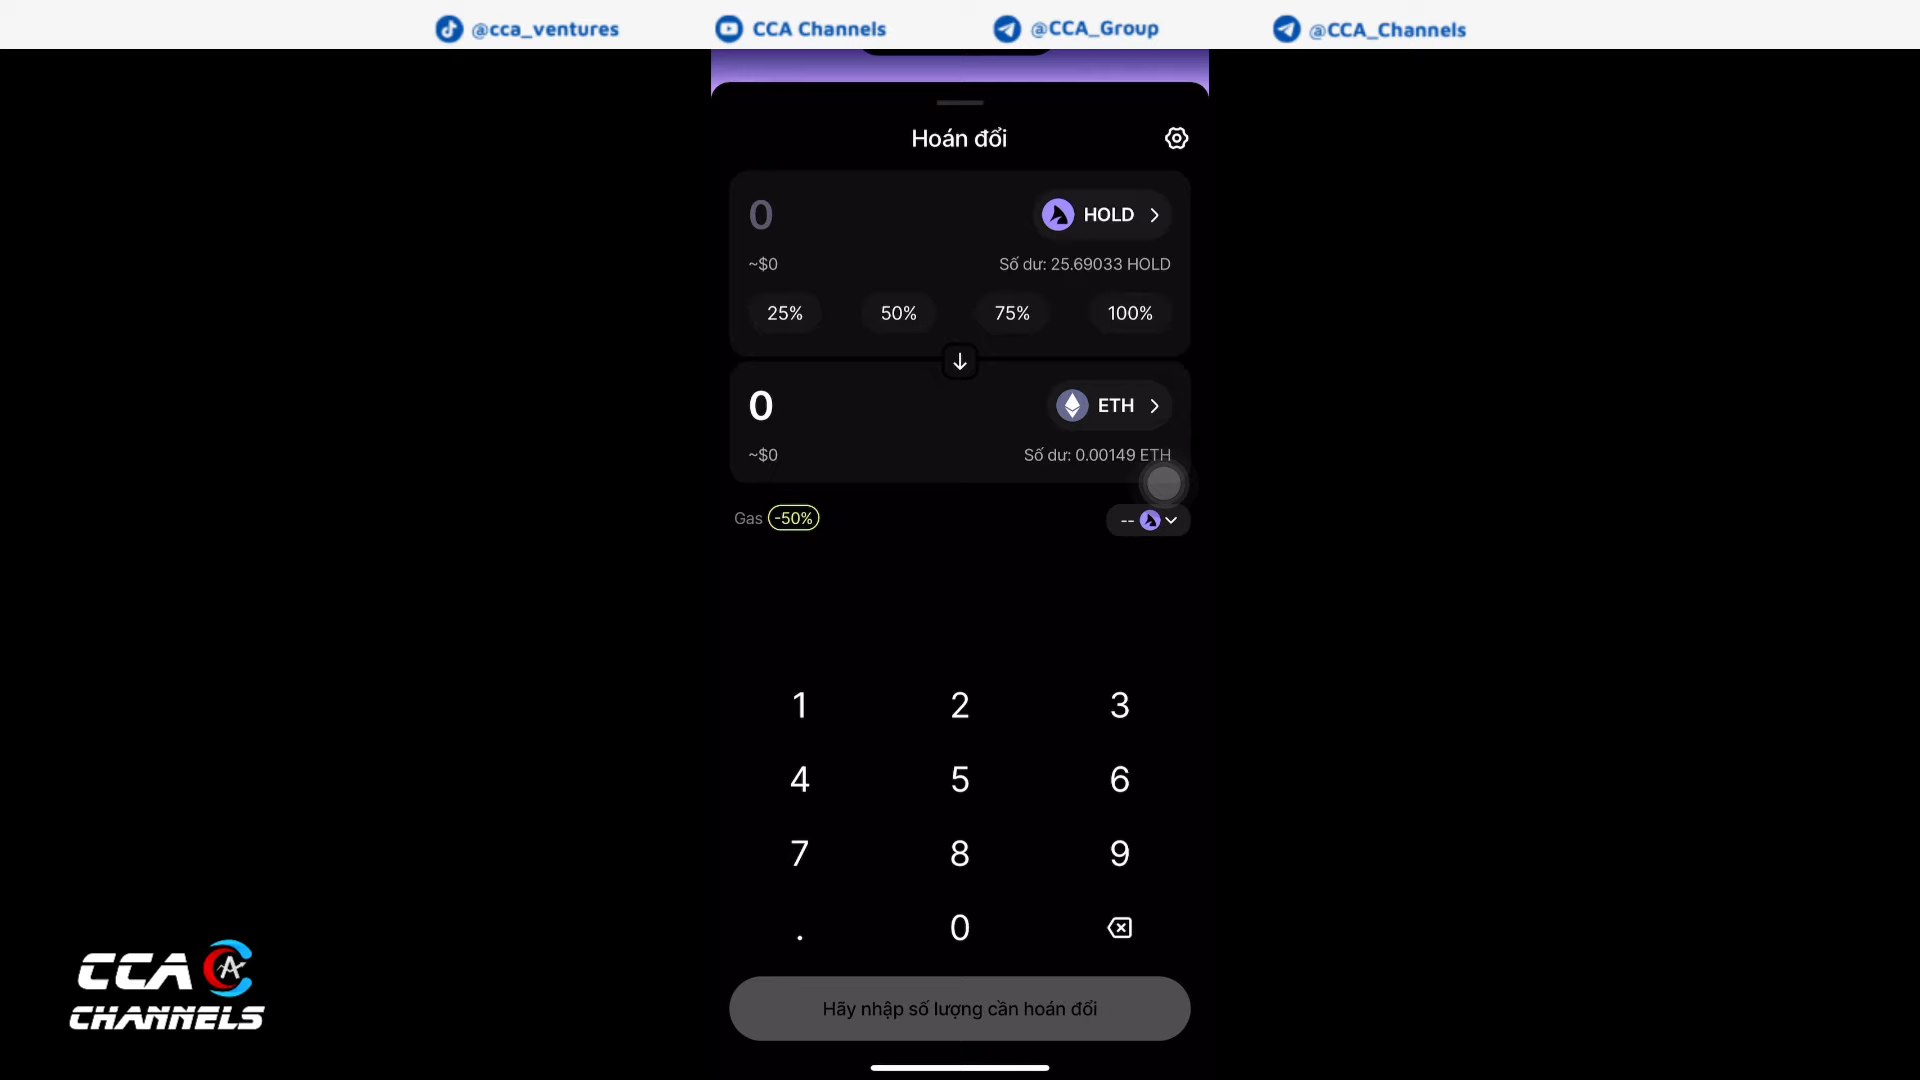 @cca_ventures CCA Channels @CCA_Group @CCA_Channels
Hoán đổi
0 HOLD
~$0 Số dư: 25.69033 HOLD
25% 50% 75% 100%
0 ETH
~$0 Số dư: 0.00149 ETH
Gas -50% --
1 2 3
4 5 6
7 8 9
. 0
Hãy nhập số lượng cần hoán đổi
CCA
CHANNELS